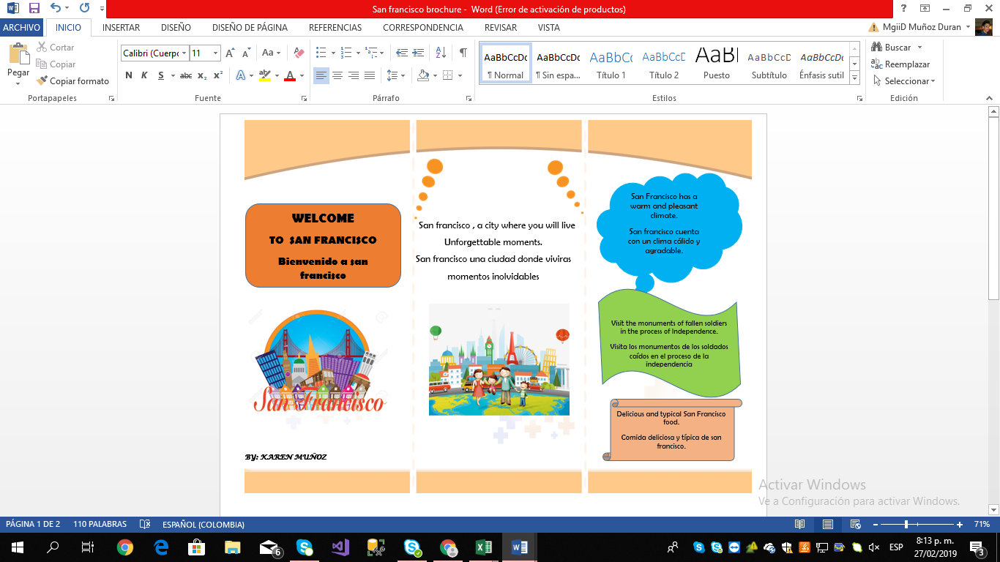 San francisco brochure - Word (Error de activación de productos)
ARCHIVO INICIO INSERTAR DISEÑO DISEÑO DE PÁGINA REFERENCIAS CORRESPONDENCIA REVISAR VISTA
MgiiD Muñoz Duran
Pegar
Cortar
Copiar
Copiar formato
Portapapeles
Calibri (Cuerpo 11
N K S abc x₂ x²
Fuente
Párrafo
AaBbCcDc AaBbCcDc AaBbCc AaBbCcD AaBl AaBbCcD AaBbCcDc
¶ Normal ¶ Sin espa... Título 1 Título 2 Puesto Subtítulo Énfasis sutil
Estilos
Buscar
Reemplazar
Seleccionar
Edición
WELCOME
TO SAN FRANCISCO
Bienvenido a san
francisco
San Francisco
BY: KAREN MUÑOZ
San francisco , a city where you will live
Unforgettable moments.
San francisco una ciudad donde viviras
momentos inolvidables
San Francisco has a
warm and pleasant
climate.
San francisco cuenta
con un clima cálido y
agradable.
Visit the monuments of fallen soldiers
in the process of Independence.
Visita los monumentos de los soldados
caídos en el proceso de la
independencia
Delicious and typical San Francisco
food.
Comida deliciosa y típica de san
francisco.
Activar Windows
Ve a Configuración para activar Windows.
PÁGINA 1 DE 2 110 PALABRAS ESPAÑOL (COLOMBIA) 71%
6
ESP
8:13 p. m.
27/02/2019
3